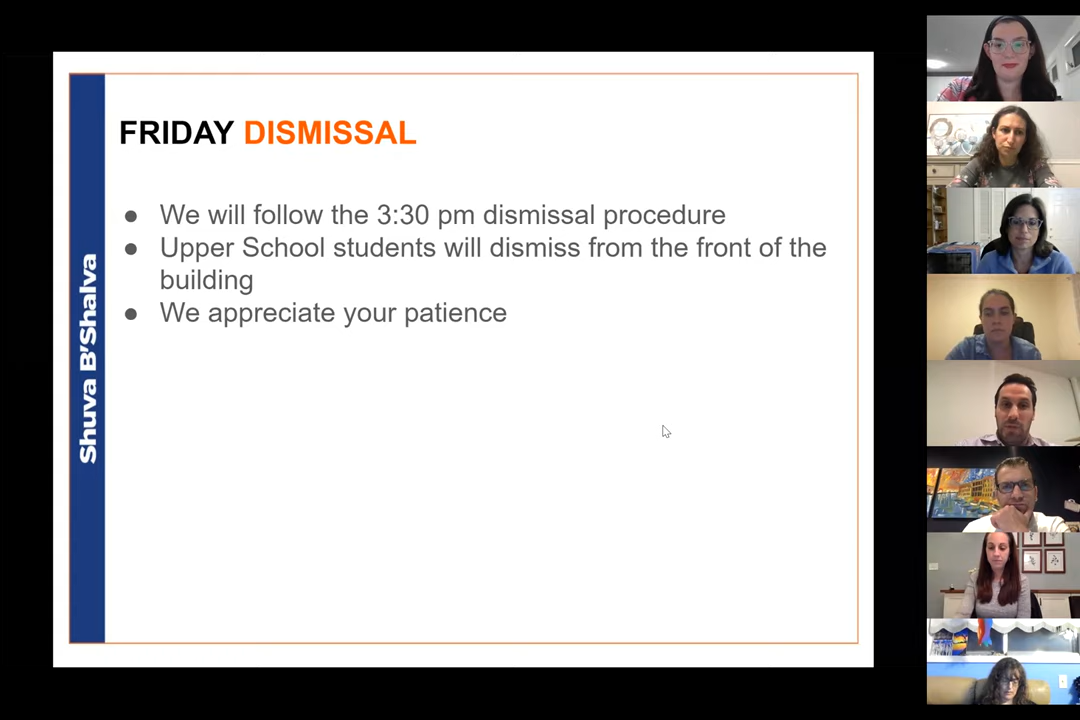 Shuva B'Shalva
FRIDAY DISMISSAL
● We will follow the 3:30 pm dismissal procedure
● Upper School students will dismiss from the front of the
building
● We appreciate your patience